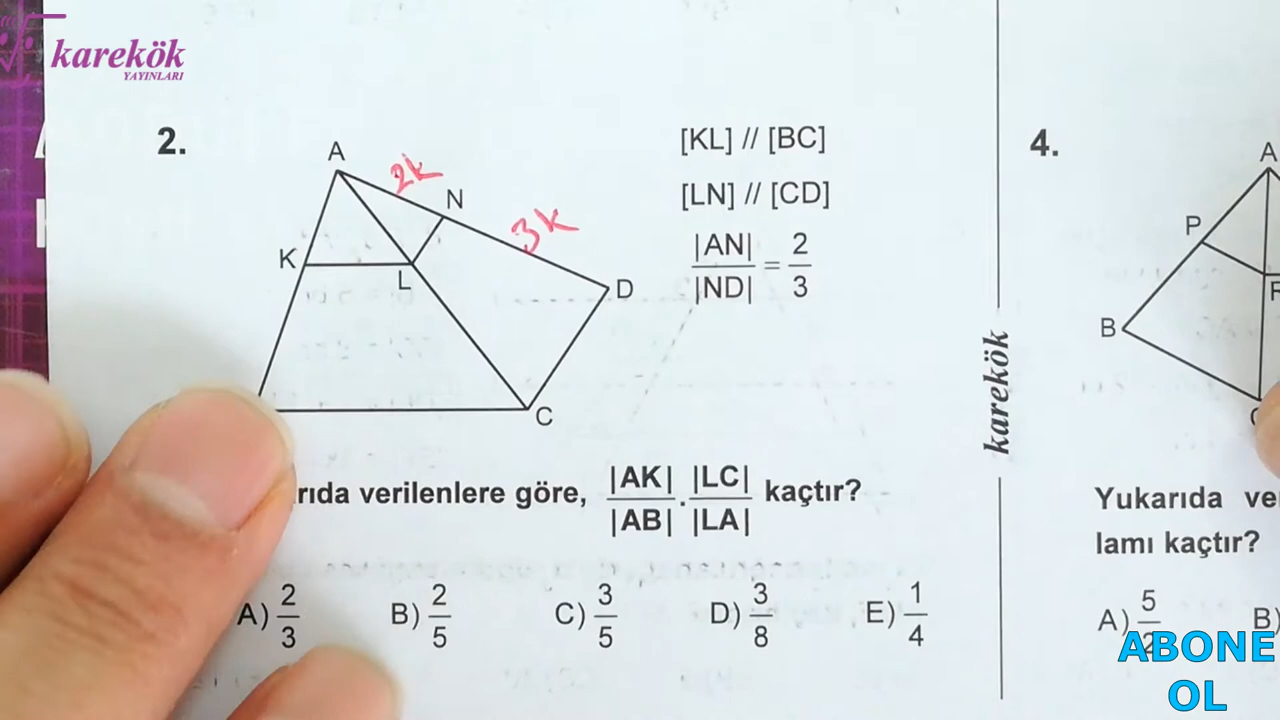 karekök
YAYINLARI
2.
A
2k
N
3k
K
L
D
C
[KL] // [BC]
[LN] // [CD]
|AN| / |ND| = 2/3
rıda verilenlere göre, |AK| / |AB| . |LC| / |LA| kaçtır?
A) 2/3 B) 2/5 C) 3/5 D) 3/8 E) 1/4
karekök
4.
A
P
B
Yukarıda ve
lamı kaçtır?
A) 5/2 B)
ABONE
OL